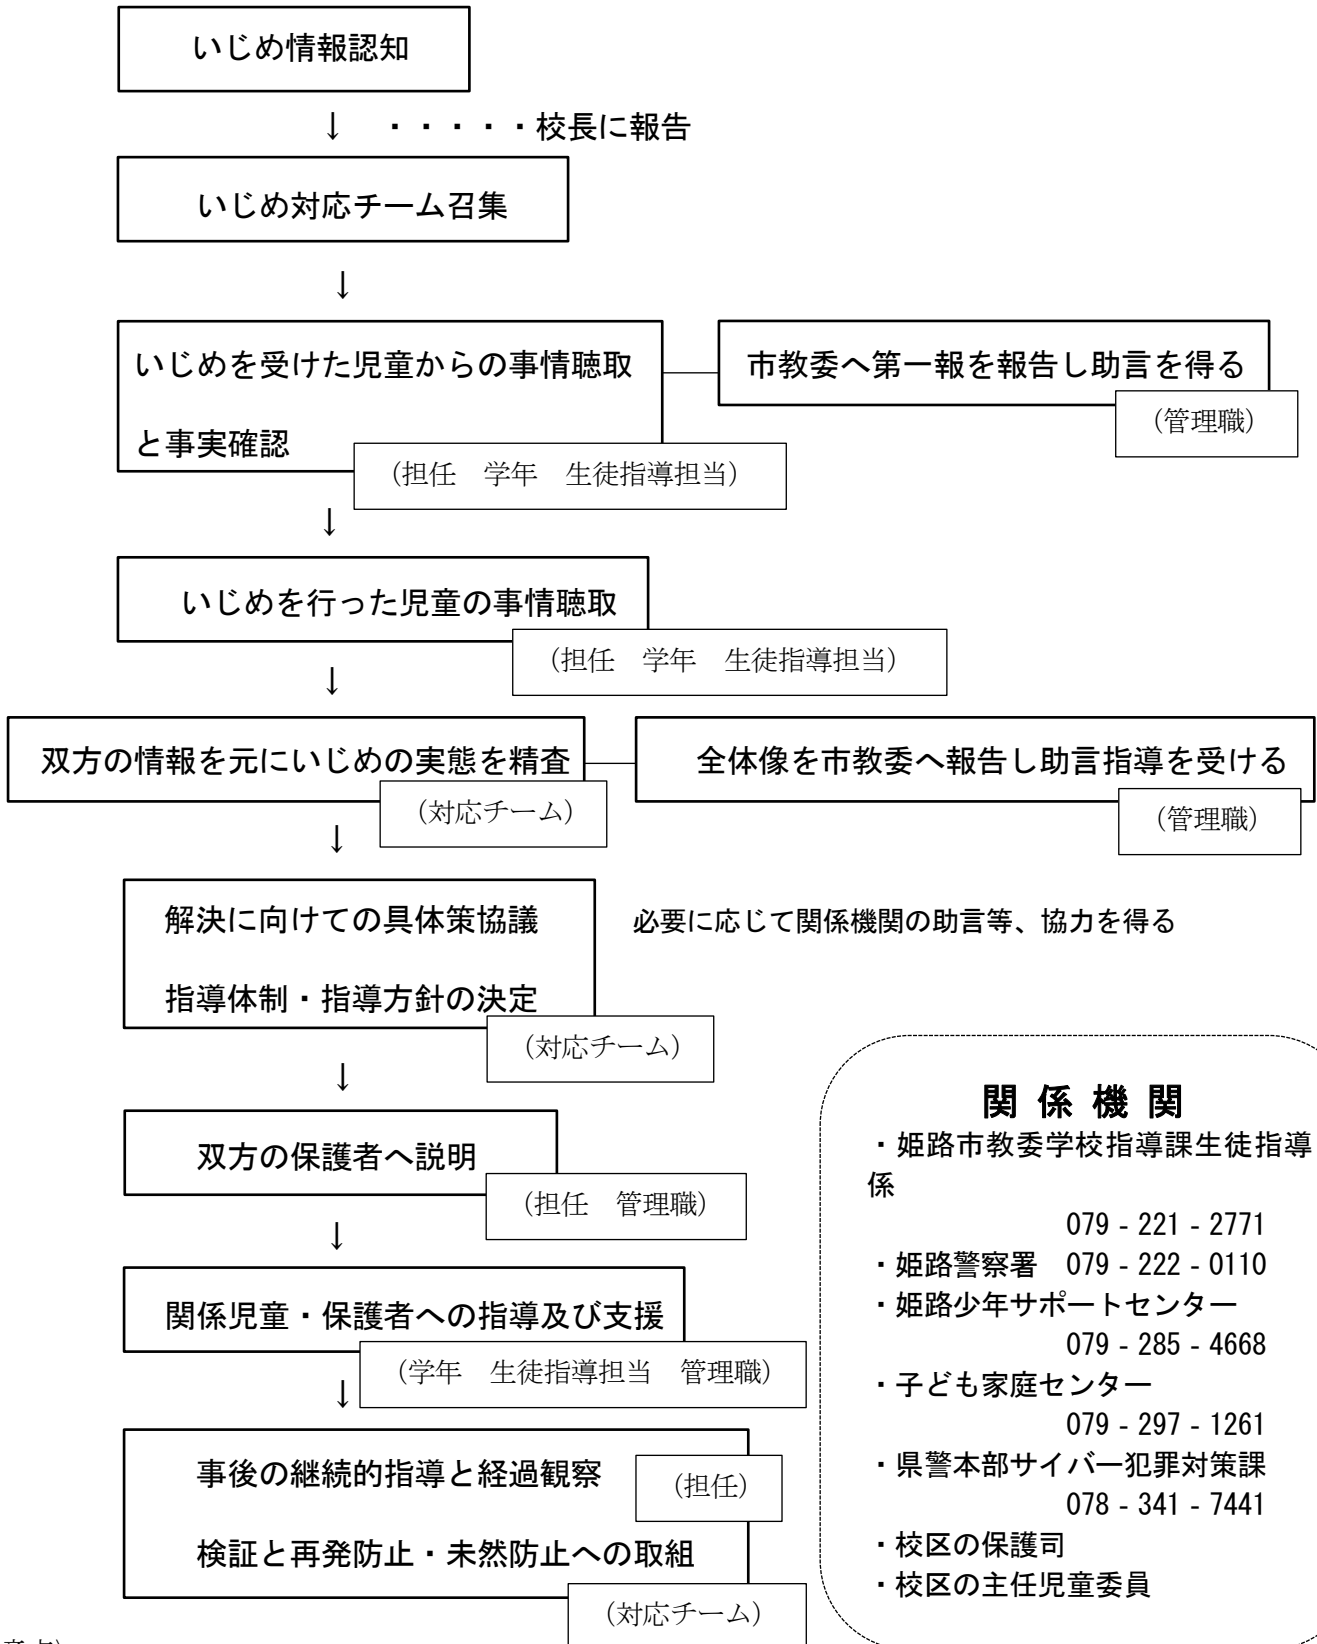 いじめ情報認知
↓　・・・・・校長に報告
いじめ対応チーム召集
↓
いじめを受けた児童からの事情聴取
と事実確認
(担任　学年　生徒指導担当)
市教委へ第一報を報告し助言を得る
(管理職)
↓
いじめを行った児童の事情聴取
(担任　学年　生徒指導担当)
↓
双方の情報を元にいじめの実態を精査
(対応チーム)
全体像を市教委へ報告し助言指導を受ける
(管理職)
↓
解決に向けての具体策協議
指導体制・指導方針の決定
(対応チーム)
必要に応じて関係機関の助言等、協力を得る
↓
双方の保護者へ説明
(担任　管理職)
↓
関係児童・保護者への指導及び支援
(学年　生徒指導担当　管理職)
↓
事後の継続的指導と経過観察
(担任)
検証と再発防止・未然防止への取組
(対応チーム)
関 係 機 関
・姫路市教委学校指導課生徒指導
係
079 - 221 - 2771
・姫路警察署　079 - 222 - 0110
・姫路少年サポートセンター
079 - 285 - 4668
・子ども家庭センター
079 - 297 - 1261
・県警本部サイバー犯罪対策課
078 - 341 - 7441
・校区の保護司
・校区の主任児童委員